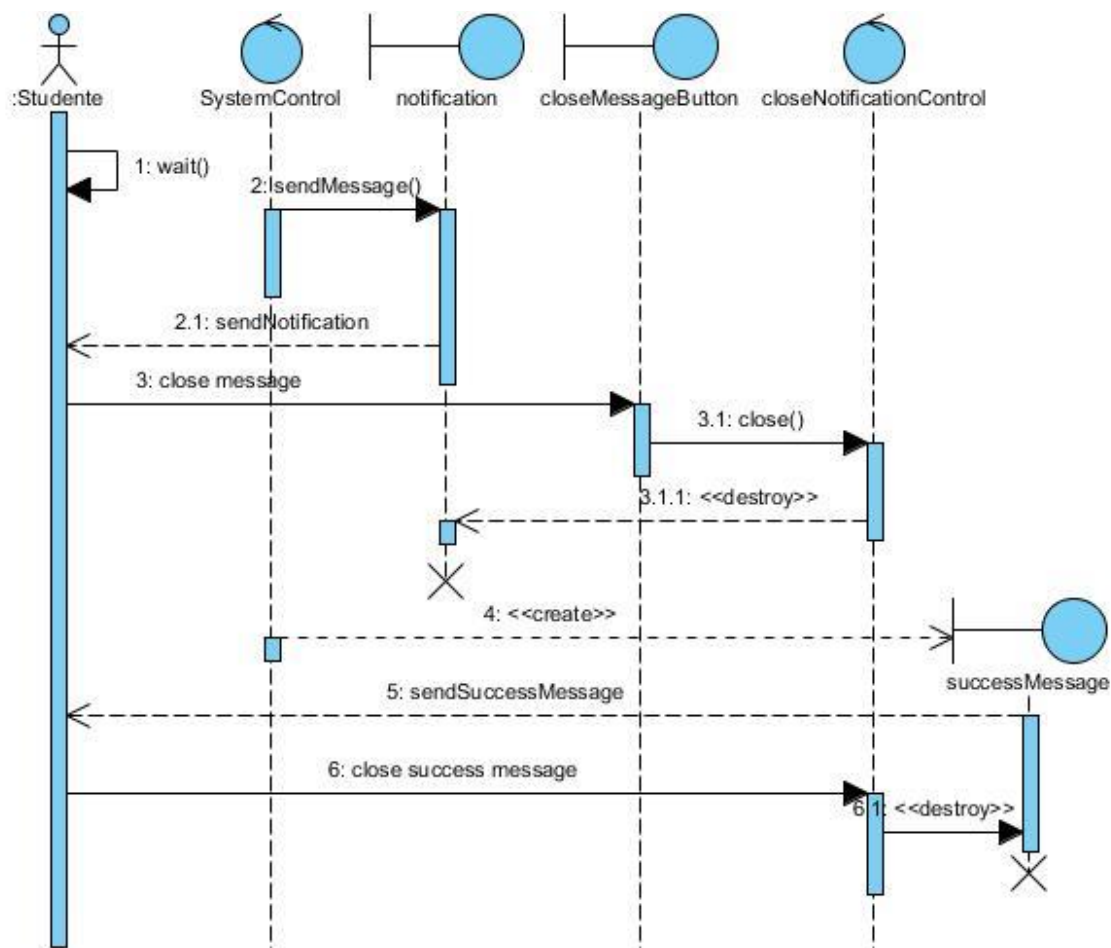 :Studente
SystemControl
notification
closeMessageButton
closeNotificationControl
1: wait()
2: sendMessage()
2.1: sendNotification
3: close message
3.1: close()
3.1.1: <<destroy>>
4: <<create>>
successMessage
5: sendSuccessMessage
6: close success message
6.1: <<destroy>>